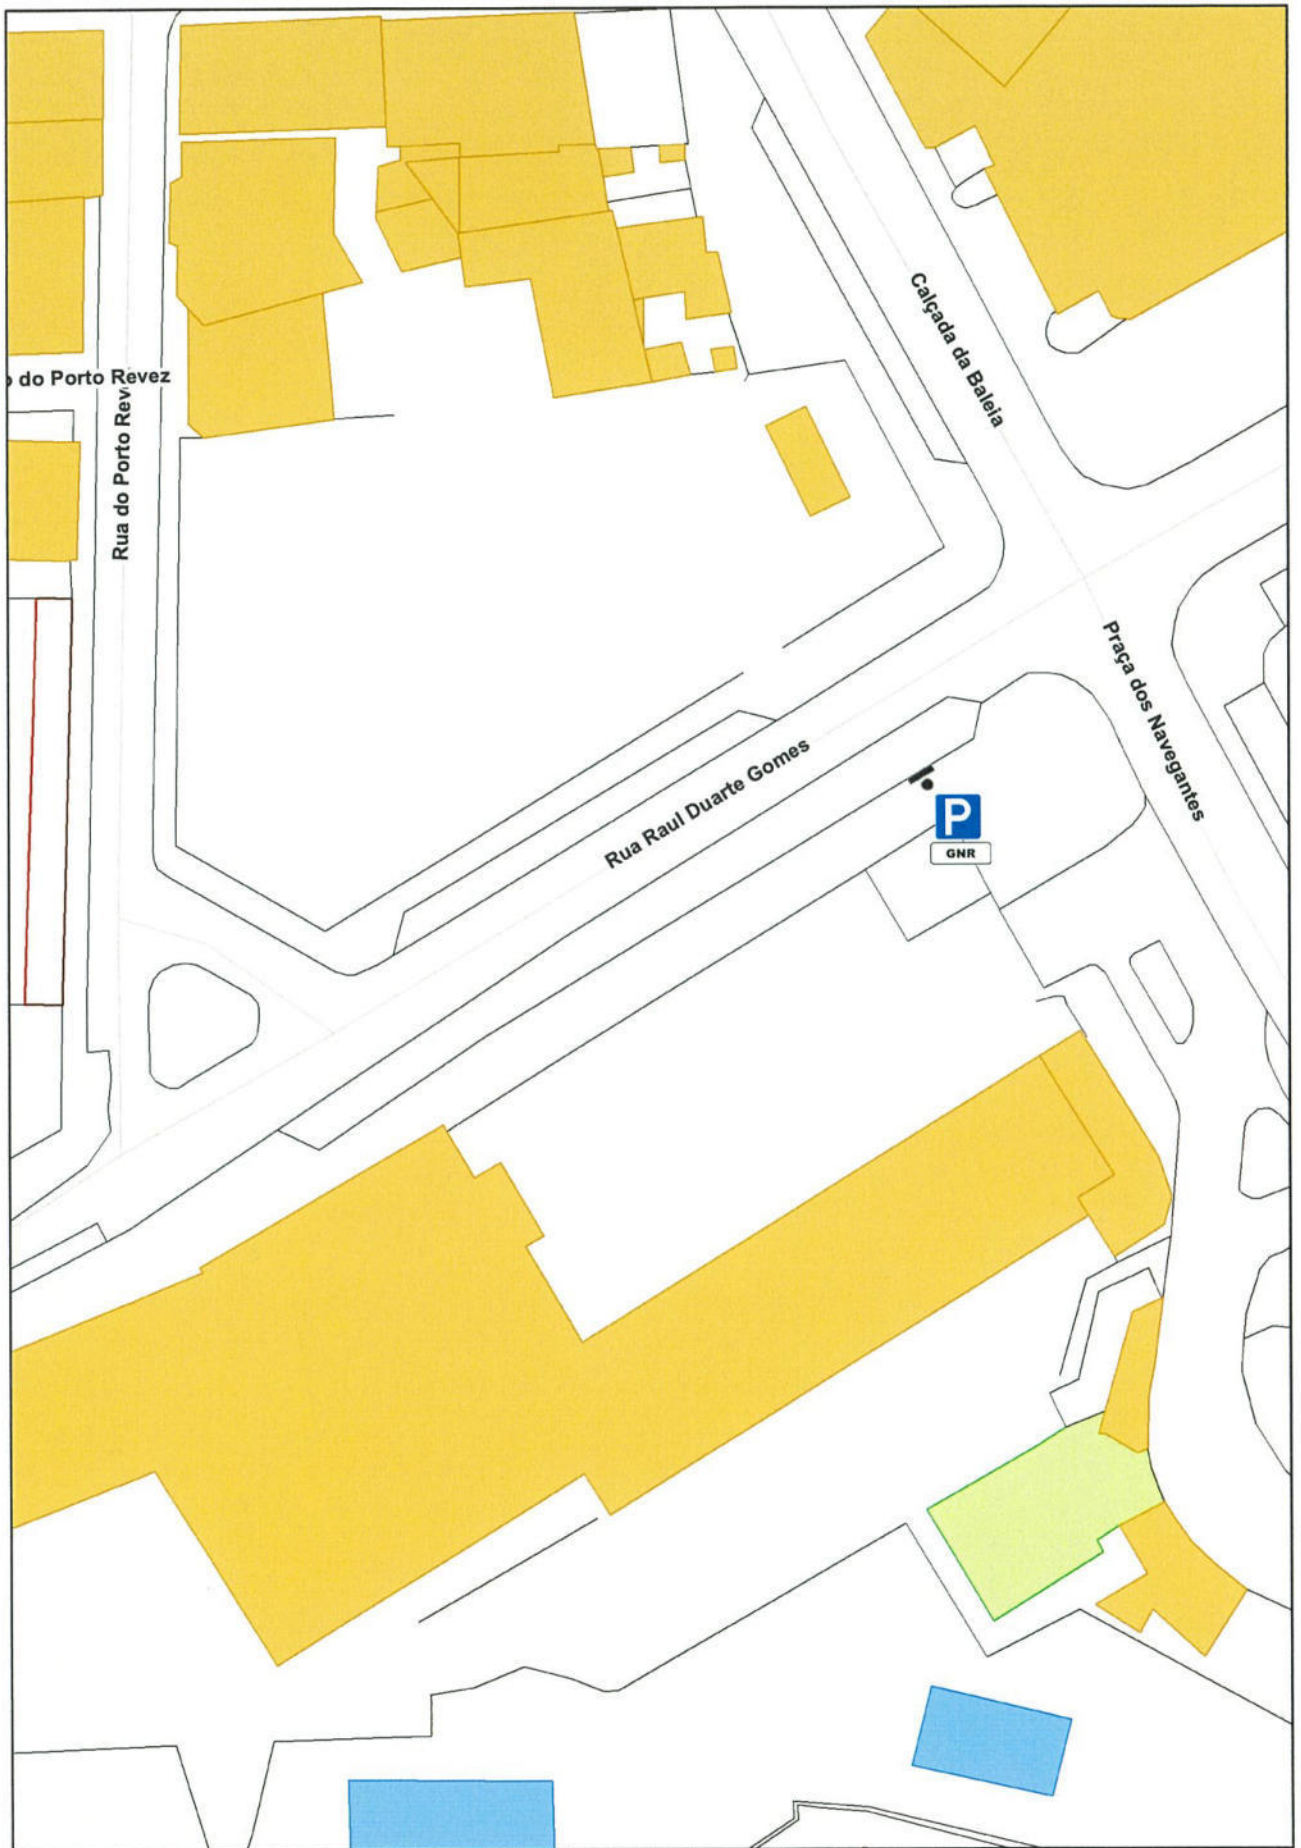 do Porto Revez
Rua do Porto Rev
Calçada da Baleia
Praça dos Navegantes
Rua Raul Duarte Gomes
P
GNR